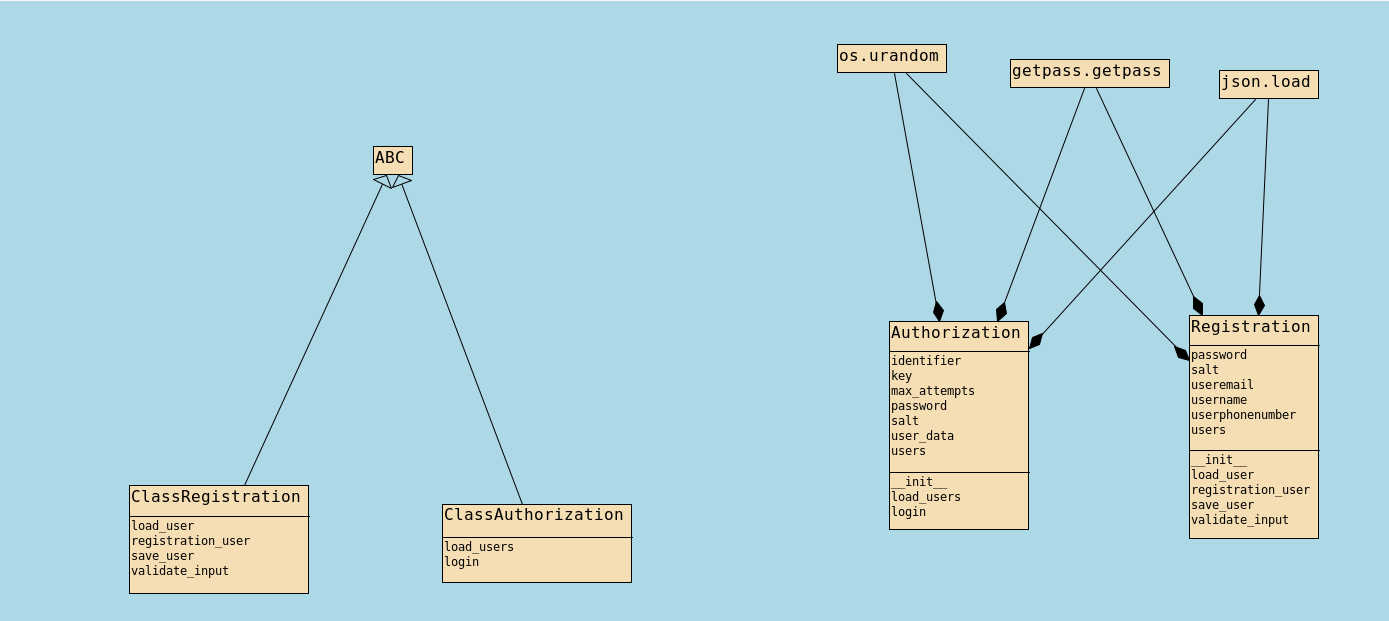 os.urandom
getpass.getpass
json.load
ABC
Authorization
identifier
key
max_attempts
password
salt
user_data
users
__init__
load_users
login
Registration
password
salt
useremail
username
userphonenumber
users
__init__
load_user
registration_user
save_user
validate_input
ClassRegistration
load_user
registration_user
save_user
validate_input
ClassAuthorization
load_users
login